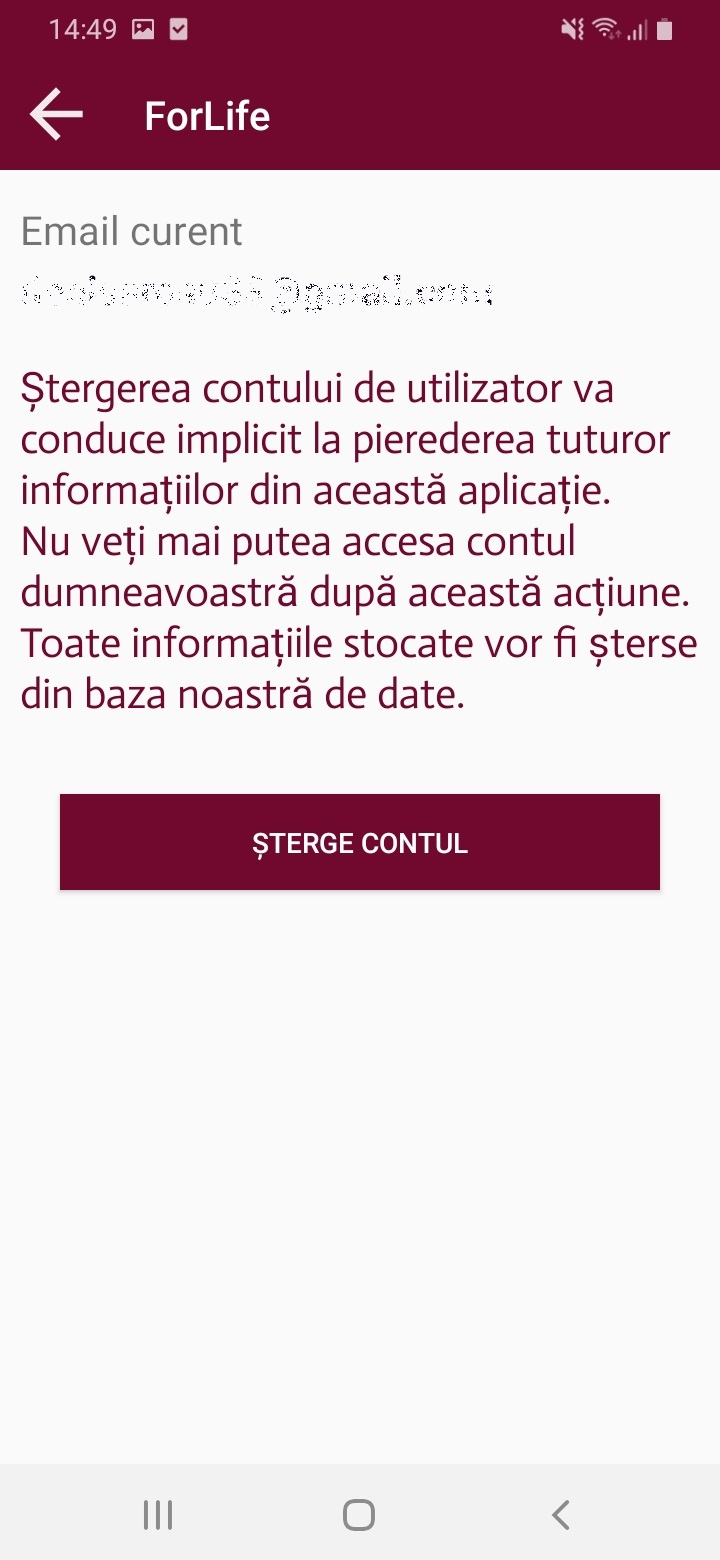 14:49
ForLife
Email curent
@gmail.com
Ștergerea contului de utilizator va
conduce implicit la pierederea tuturor
informațiilor din această aplicație.
Nu veți mai putea accesa contul
dumneavoastră după această acțiune.
Toate informațiile stocate vor fi șterse
din baza noastră de date.
ȘTERGE CONTUL